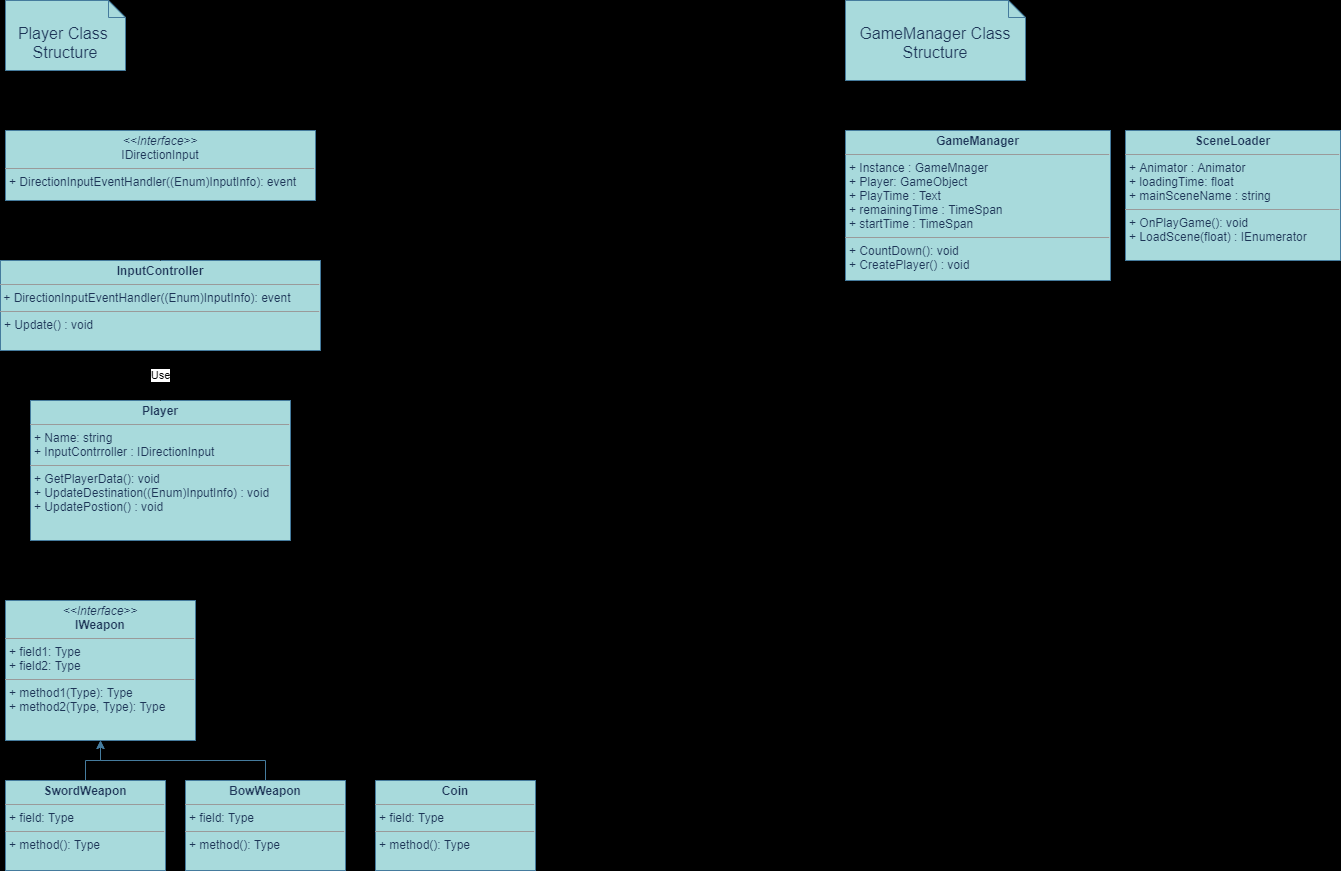 Player Class
Structure
GameManager Class
Structure
<<Interface>>
IDirectionInput
+ DirectionInputEventHandler((Enum)InputInfo): event
GameManager
+ Instance : GameMnager
+ Player: GameObject
+ PlayTime : Text
+ remainingTime : TimeSpan
+ startTime : TimeSpan
+ CountDown(): void
+ CreatePlayer() : void
SceneLoader
+ Animator : Animator
+ loadingTime: float
+ mainSceneName : string
+ OnPlayGame(): void
+ LoadScene(float) : IEnumerator
InputController
+ DirectionInputEventHandler((Enum)InputInfo): event
+ Update() : void
Use
Player
+ Name: string
+ InputContrroller : IDirectionInput
+ GetPlayerData(): void
+ UpdateDestination((Enum)InputInfo) : void
+ UpdatePostion() : void
<<Interface>>
IWeapon
+ field1: Type
+ field2: Type
+ method1(Type): Type
+ method2(Type, Type): Type
SwordWeapon
+ field: Type
+ method(): Type
BowWeapon
+ field: Type
+ method(): Type
Coin
+ field: Type
+ method(): Type